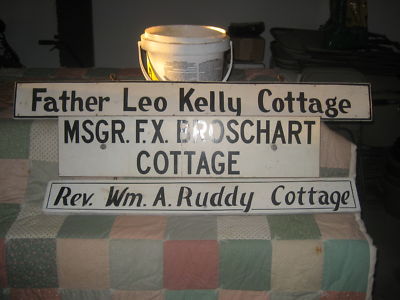 Father Leo Kelly Cottage
MSGR. F.X. BROSCHART
COTTAGE
Rev. Wm. A. Ruddy Cottage